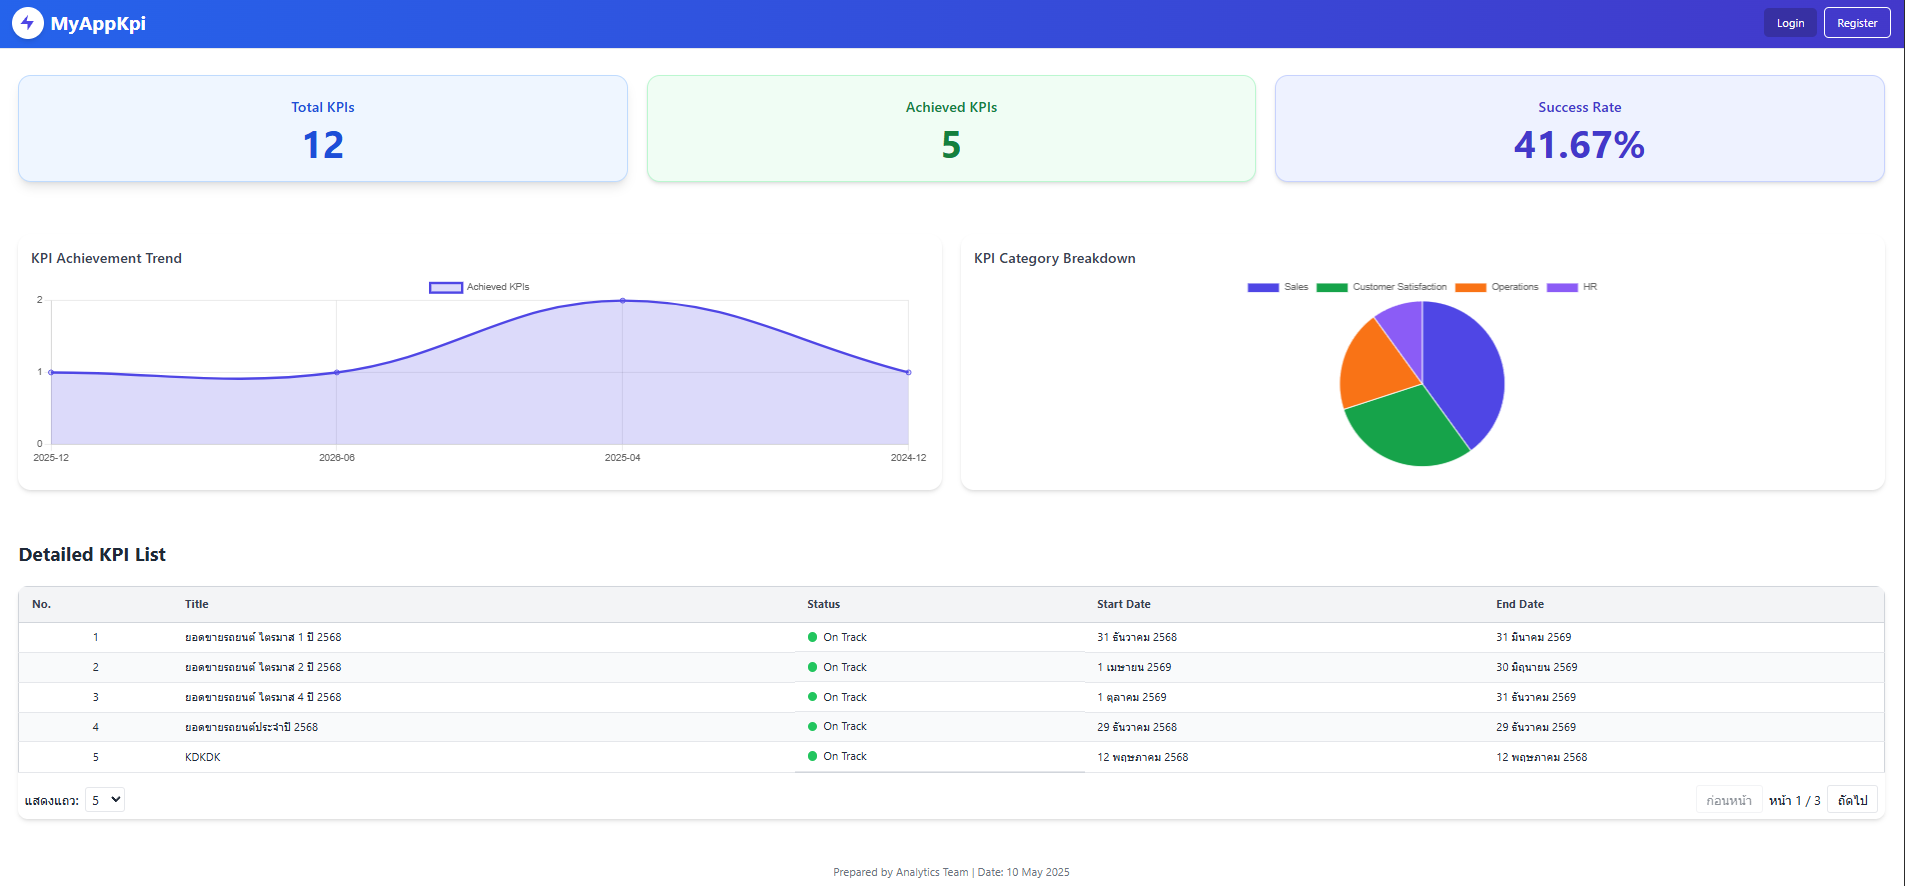 MyAppKpi
Login
Register
Total KPIs
12
Achieved KPIs
5
Success Rate
41.67%
KPI Achievement Trend
Achieved KPIs
2
1
0
2025-12
2026-06
2025-04
2024-12
KPI Category Breakdown
Sales
Customer Satisfaction
Operations
HR
Detailed KPI List
No. Title Status Start Date End Date
1 ยอดขายรถยนต์ ไตรมาส 1 ปี 2568 On Track 31 ธันวาคม 2568 31 มีนาคม 2569
2 ยอดขายรถยนต์ ไตรมาส 2 ปี 2568 On Track 1 เมษายน 2569 30 มิถุนายน 2569
3 ยอดขายรถยนต์ ไตรมาส 4 ปี 2568 On Track 1 ตุลาคม 2569 31 ธันวาคม 2569
4 ยอดขายรถยนต์ประจำปี 2568 On Track 29 ธันวาคม 2568 29 ธันวาคม 2569
5 KDKDK On Track 12 พฤษภาคม 2568 12 พฤษภาคม 2568
แสดงแถว: 5
ก่อนหน้า หน้า 1 / 3 ถัดไป
Prepared by Analytics Team | Date: 10 May 2025